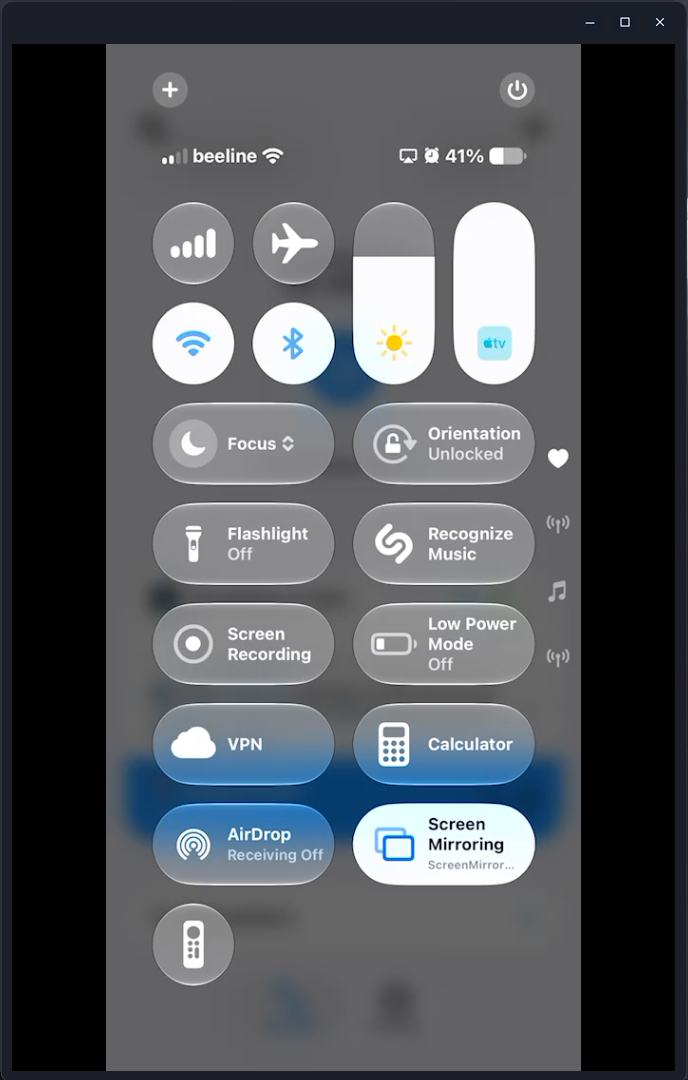 beeline 41%
tv
Focus
Orientation
Unlocked
Flashlight
Off
Recognize
Music
Screen
Recording
Low Power
Mode
Off
VPN
Calculator
AirDrop
Receiving Off
Screen
Mirroring
ScreenMirror...